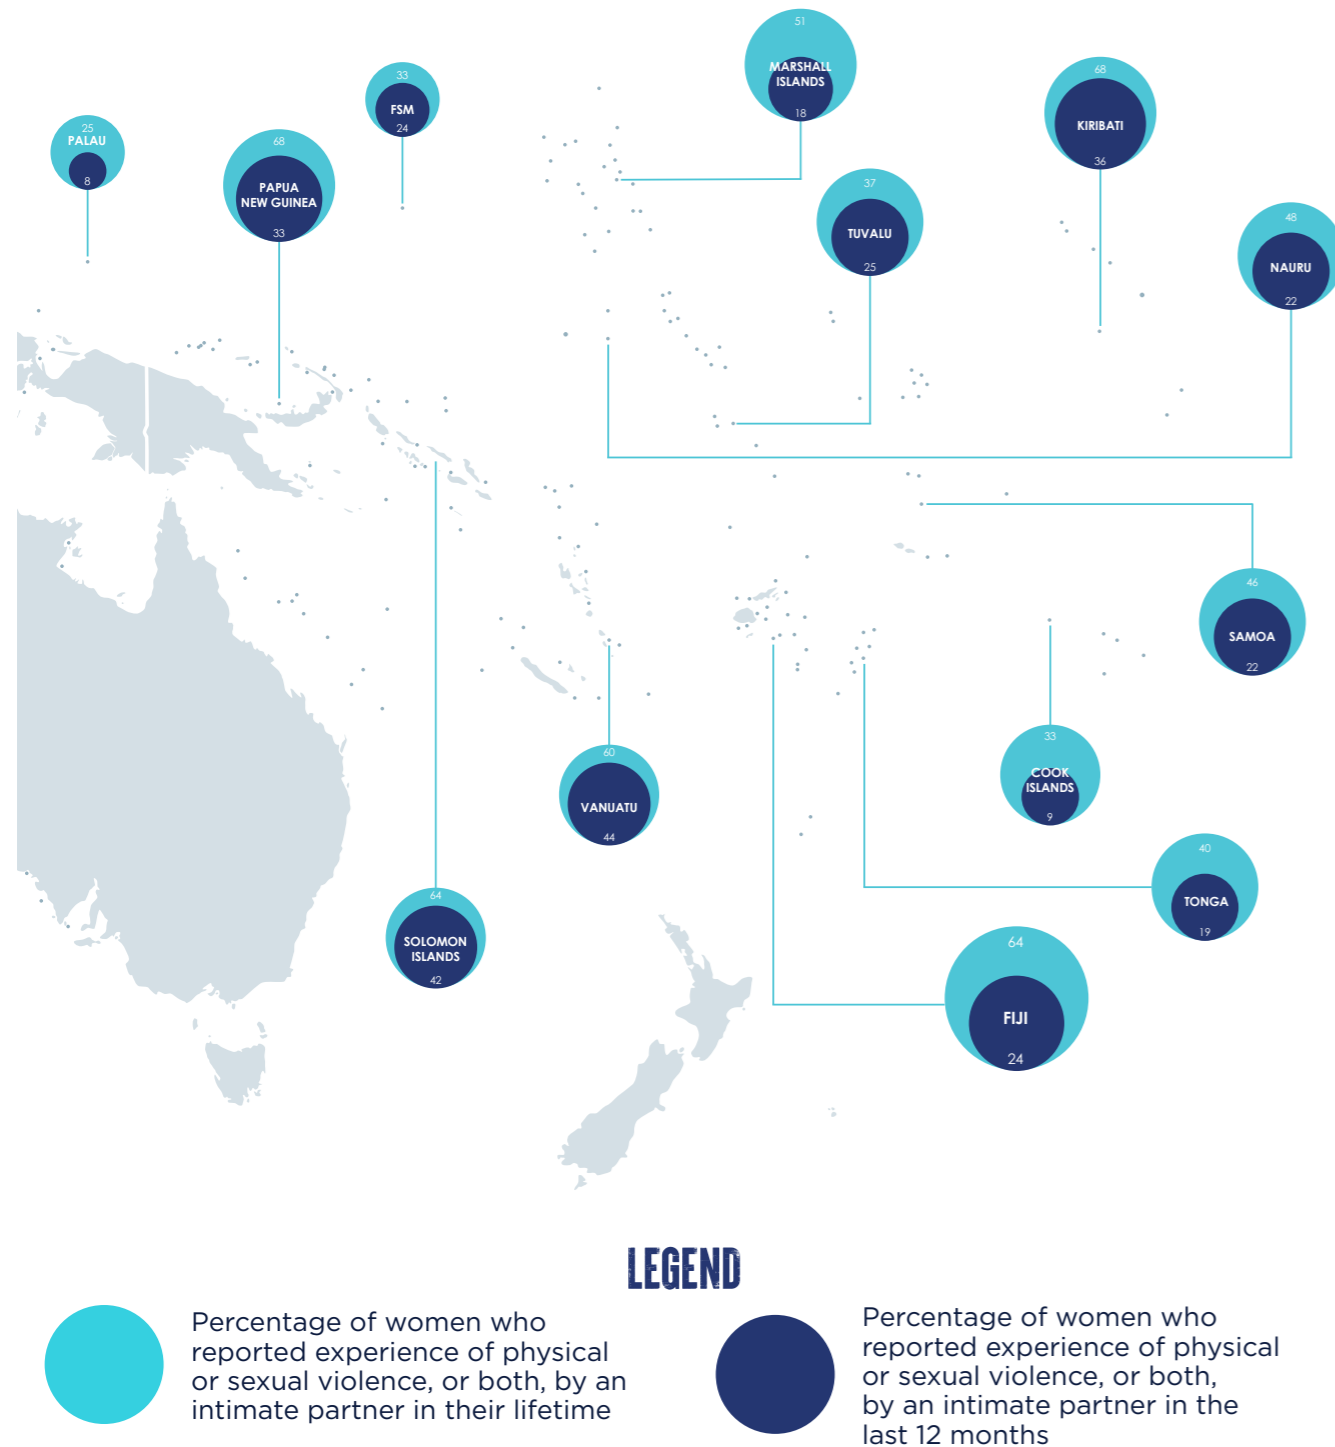 51
MARSHALL
ISLANDS
18
33
FSM
24
68
KIRIBATI
36
25
PALAU
8
68
PAPUA
NEW GUINEA
33
37
TUVALU
25
48
NAURU
22
46
SAMOA
22
33
COOK
ISLANDS
9
60
VANUATU
44
40
TONGA
19
64
SOLOMON
ISLANDS
42
64
FIJI
24
LEGEND
Percentage of women who
reported experience of physical
or sexual violence, or both, by an
intimate partner in their lifetime
Percentage of women who
reported experience of physical
or sexual violence, or both,
by an intimate partner in the
last 12 months